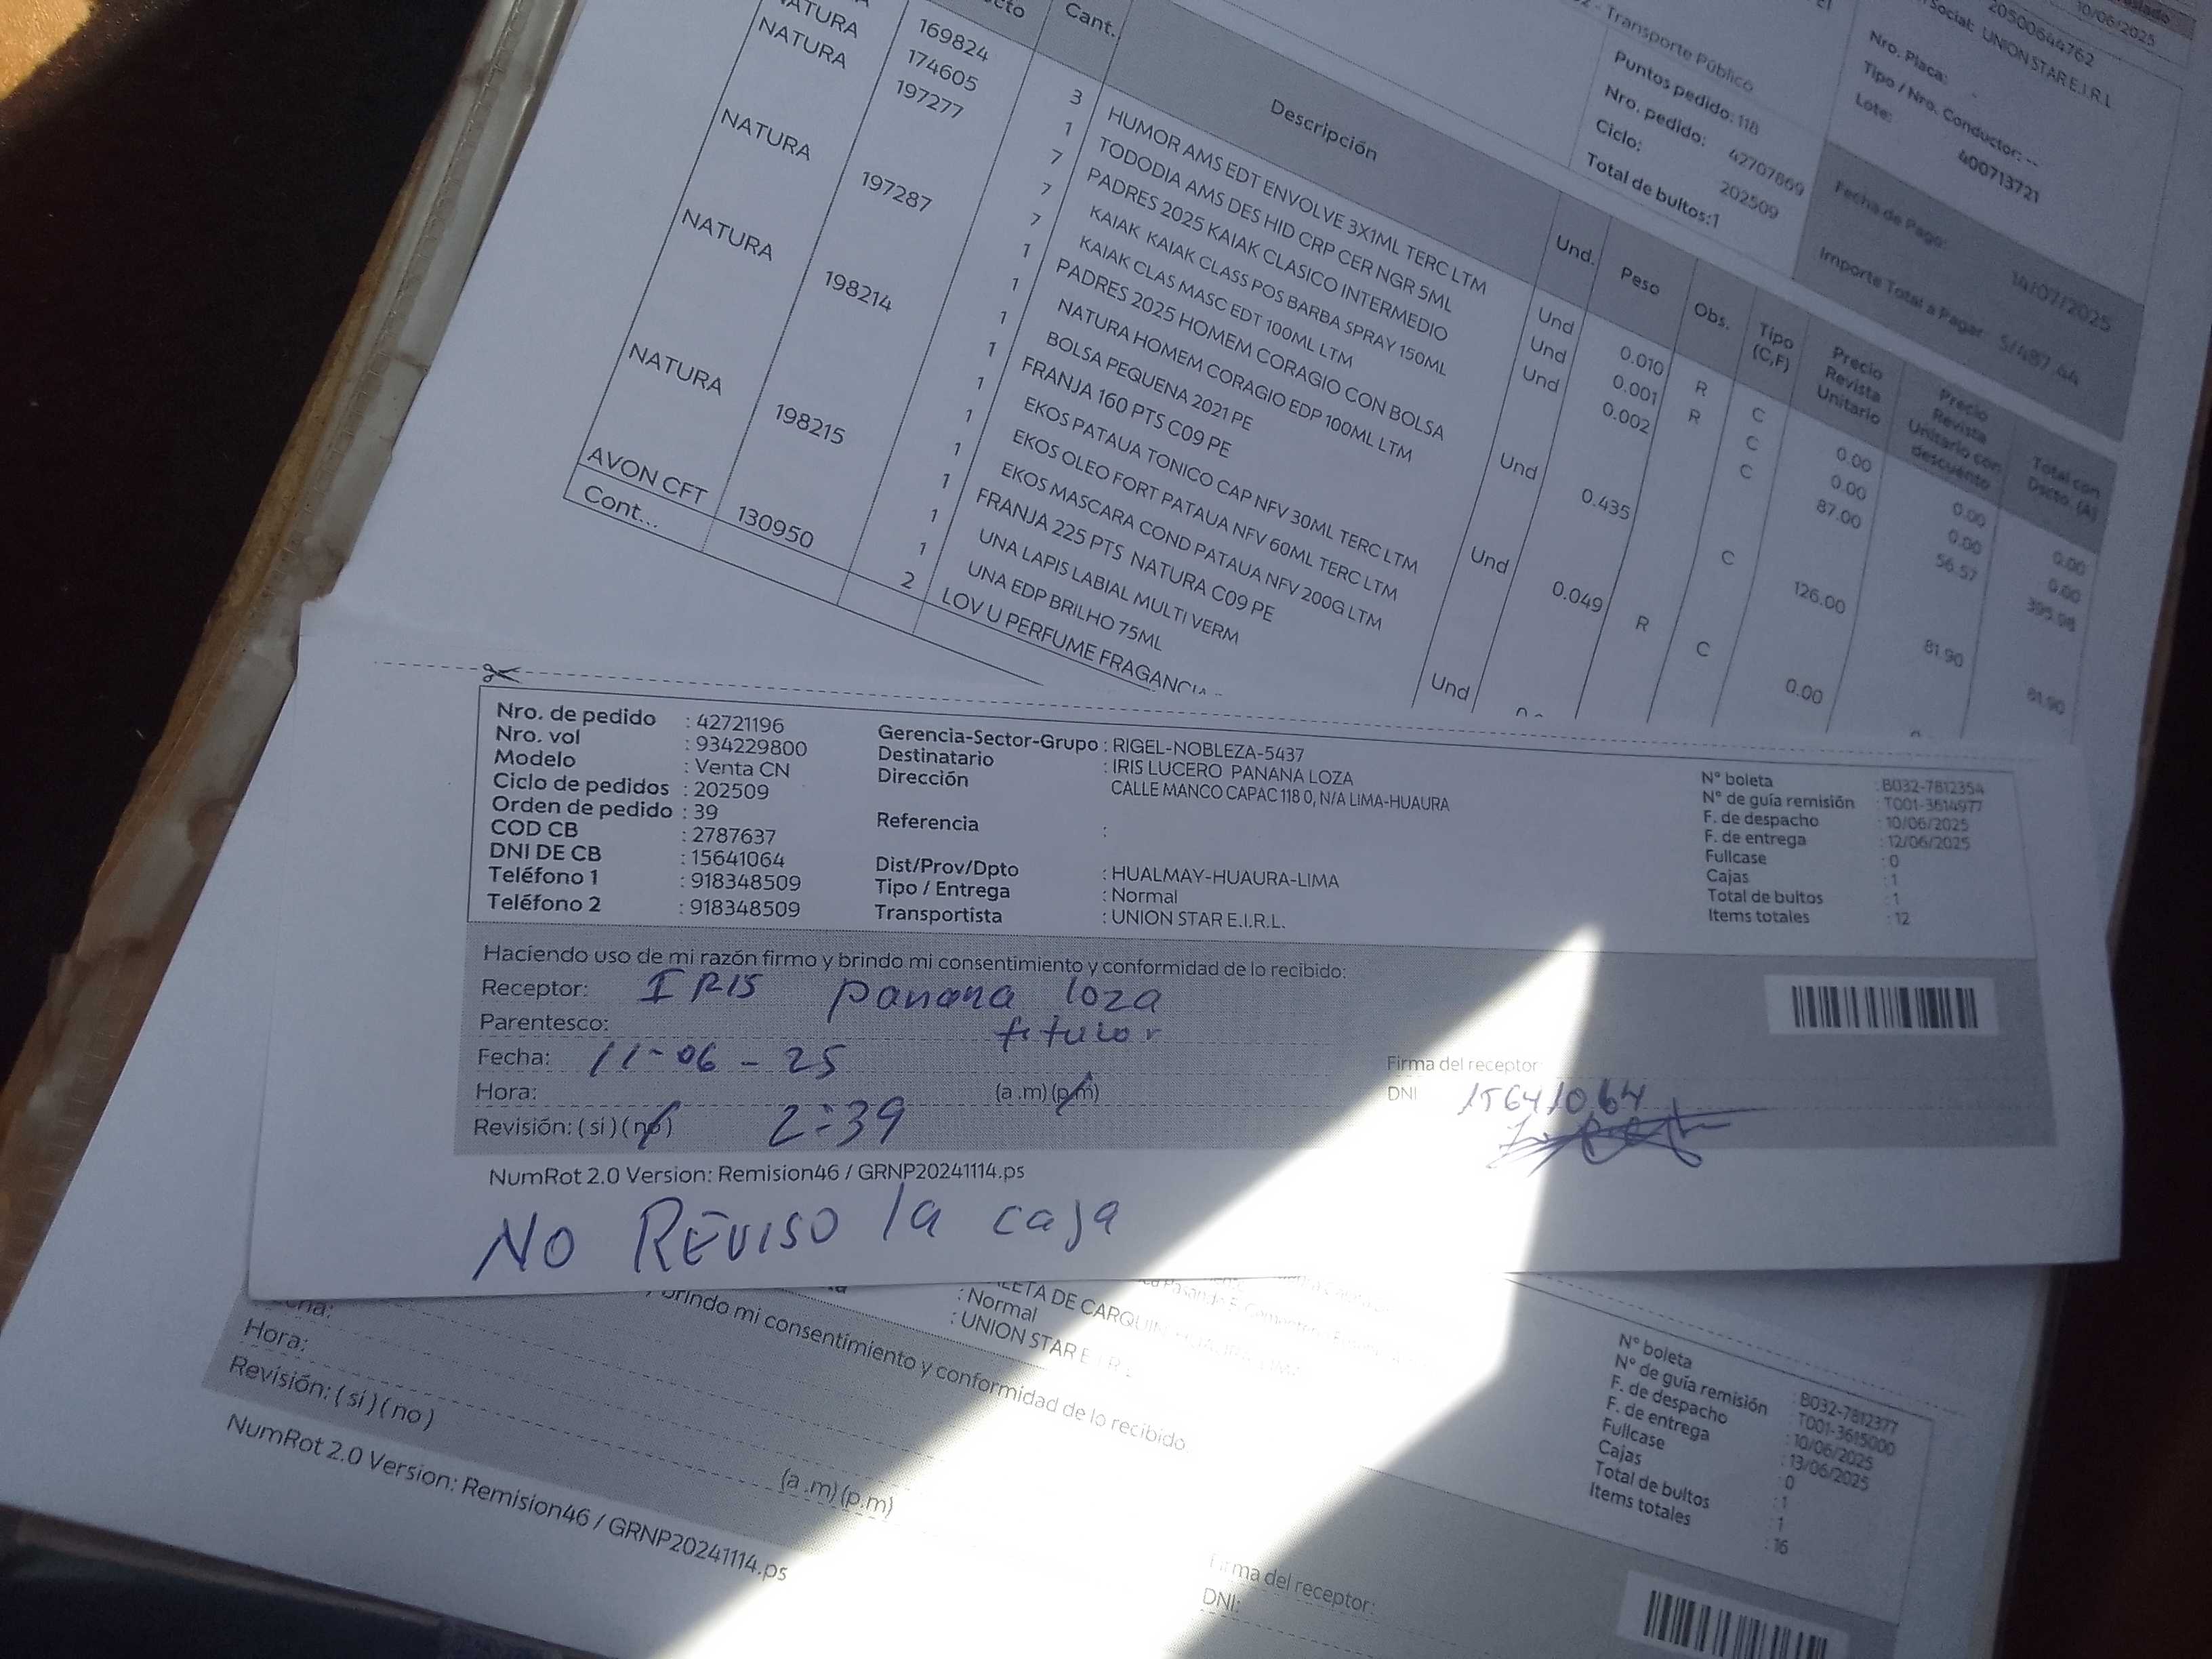 10/06/2025
20500644762
Social: UNION STAR E.I.R.L
Nro. Placa: -
Tipo / Nro. Conductor: --
Lote: 400713721
- Transporte Público
Puntos pedido: 118
Nro. pedido: 42707869
Ciclo: 202509
Total de bultos:1
Fecha de Pago: 14/07/2025
Importe Total a Pagar: S/487.44
Cant. Descripción Und. Peso Obs. Tipo (C,F) Precio Revista Unitario Precio Revista Unitario con descuento Total con Dscto. (A)
NATURA 169824 3 HUMOR AMS EDT ENVOLVE 3X1ML TERC LTM Und 0.010 R C 0.00 0.00 0.00
NATURA 174605 1 TODODIA AMS DES HID CRP CER NGR 5ML Und 0.001 R C 0.00 0.00 0.00
197277 7 PADRES 2025 KAIAK CLASICO INTERMEDIO Und 0.002 C 87.00 56.57 395.98
7 KAIAK KAIAK CLASS POS BARBA SPRAY 150ML
7 KAIAK CLAS MASC EDT 100ML LTM
NATURA 197287 1 PADRES 2025 HOMEM CORAGIO CON BOLSA Und 0.435 C 126.00 81.90 81.90
1 NATURA HOMEM CORAGIO EDP 100ML LTM
1 BOLSA PEQUENA 2021 PE
NATURA 198214 1 FRANJA 160 PTS C09 PE Und 0.049 R C 0.00
1 EKOS PATAUA TONICO CAP NFV 30ML TERC LTM
1 EKOS OLEO FORT PATAUA NFV 60ML TERC LTM
1 EKOS MASCARA COND PATAUA NFV 200G LTM
NATURA 198215 1 FRANJA 225 PTS NATURA C09 PE Und
1 UNA LAPIS LABIAL MULTI VERM
1 UNA EDP BRILHO 75ML
AVON CFT 130950 2 LOV U PERFUME FRAGANCIA
Cont...
Nro. de pedido : 42721196
Nro. vol : 934229800
Modelo : Venta CN
Ciclo de pedidos : 202509
Orden de pedido : 39
COD CB : 2787637
DNI DE CB : 15641064
Teléfono 1 : 918348509
Teléfono 2 : 918348509
Gerencia-Sector-Grupo : RIGEL-NOBLEZA-5437
Destinatario : IRIS LUCERO PANANA LOZA
Dirección CALLE MANCO CAPAC 118 0, N/A LIMA-HUAURA
Referencia :
Dist/Prov/Dpto : HUALMAY-HUAURA-LIMA
Tipo / Entrega : Normal
Transportista : UNION STAR E.I.R.L.
N° boleta : B032-7812354
N° de guía remisión : T001-3614977
F. de despacho : 10/06/2025
F. de entrega : 12/06/2025
Fullcase : 0
Cajas : 1
Total de bultos : 1
Items totales : 12
Haciendo uso de mi razón firmo y brindo mi consentimiento y conformidad de lo recibido:
Receptor: IRIS panana loza
Parentesco: titular
Fecha: 11-06-25
Hora: (a .m) (p.m)
Revisión: ( si ) ( no ) 2:39
Firma del receptor
DNI 15641064
NumRot 2.0 Version: Remision46 / GRNP20241114.ps
NO REVISO la caja
: Normal
: UNION STAR E.I.R.L
brindo mi consentimiento y conformidad de lo recibido
Hora:
(a .m) (p.m)
Revisión: ( si ) ( no )
NumRot 2.0 Version: Remision46 / GRNP20241114.ps
N° boleta : B032-7812377
N° de guía remisión : T001-3615000
F. de despacho : 10/06/2025
F. de entrega : 13/06/2025
Fullcase : 0
Cajas : 1
Total de bultos : 1
Items totales : 16
Firma del receptor:
DNI: